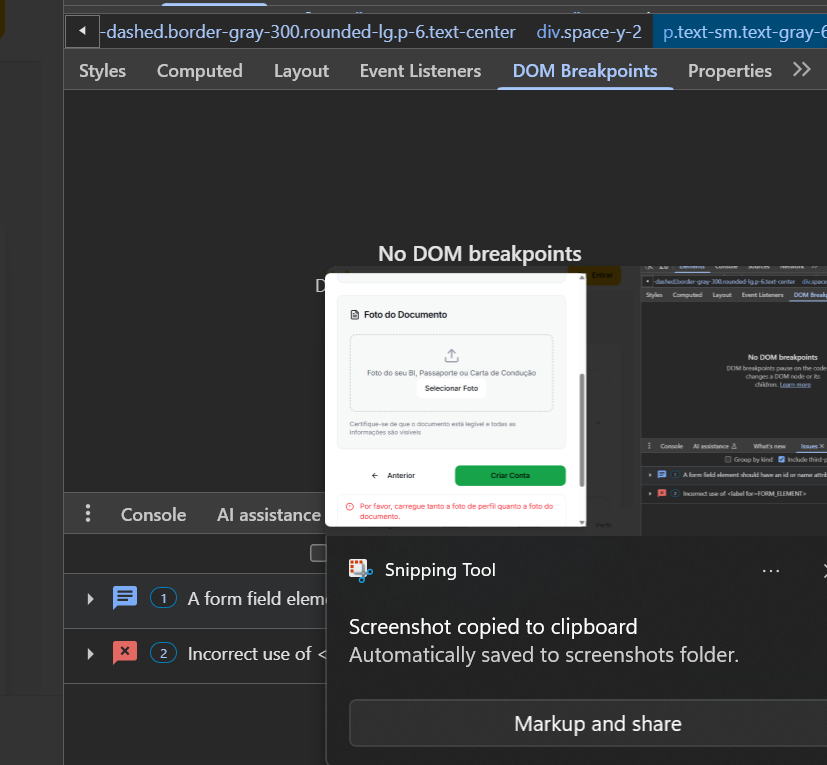 -dashed.border-gray-300.rounded-lg.p-6.text-center div.space-y-2 p.text-sm.text-gray-6
Styles Computed Layout Event Listeners DOM Breakpoints Properties
No DOM breakpoints
D
Entrar
Elements Console Sources Network
-dashed.border-gray-300.rounded-lg.p-6.text-center div.space
Styles Computed Layout Event Listeners DOM Breakp
Foto do Documento
Foto do seu BI, Passaporte ou Carta de Condução
Selecionar Foto
Certifique-se de que o documento está legível e todas as
informações são visíveis
Anterior
Criar Conta
Por favor, carregue tanto a foto de perfil quanto a foto do
documento.
No DOM breakpoints
DOM breakpoints pause on the code
changes a DOM node or its
children. Learn more
Console AI assistance What's new Issues
Group by kind Include third-p
1 A form field element should have an id or name attrib
2 Incorrect use of <label for=FORM_ELEMENT>
Perfil
Console AI assistance
1 A form field eleme
2 Incorrect use of <
Snipping Tool
Screenshot copied to clipboard
Automatically saved to screenshots folder.
Markup and share